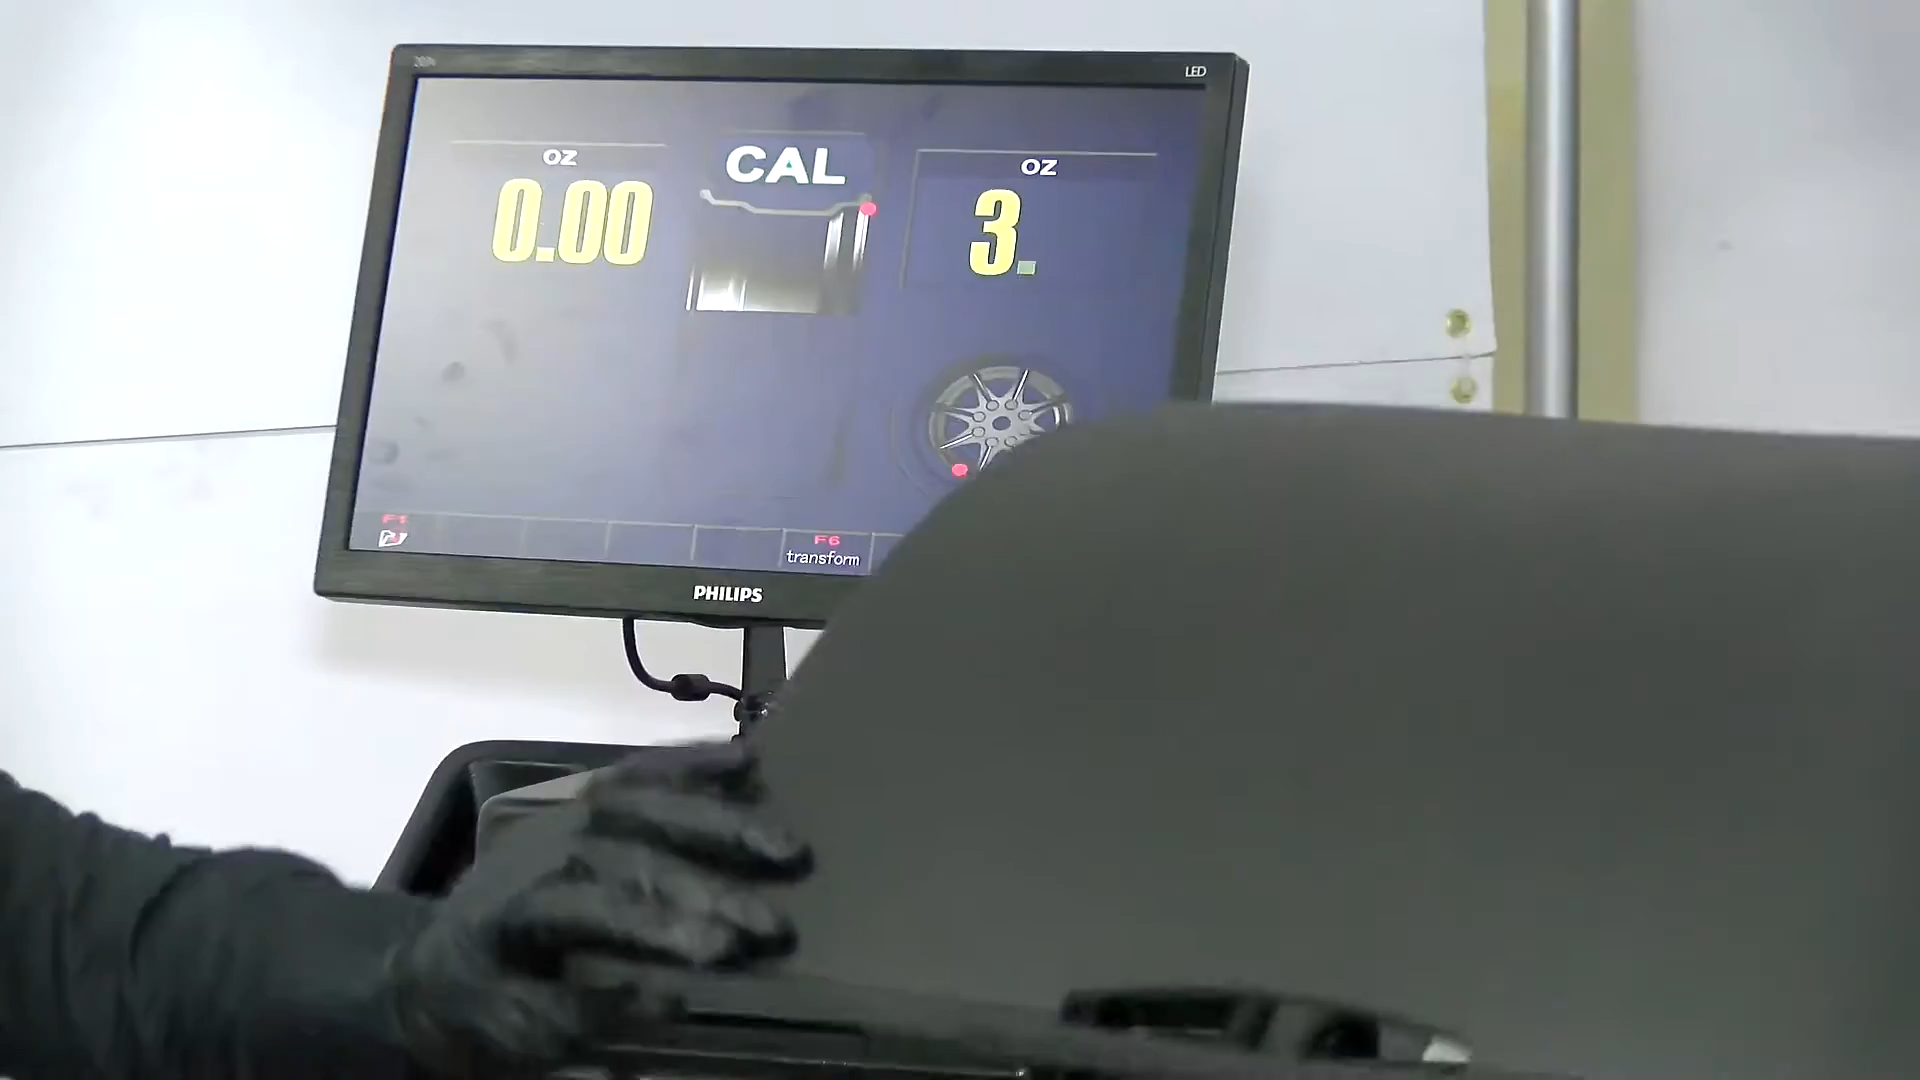 LED
OZ
CAL
OZ
0.00
3.
F1
F6
transform
PHILIPS